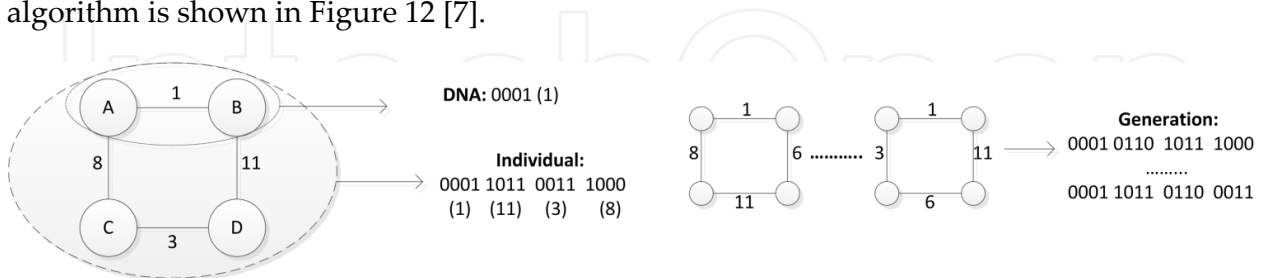 algorithm is shown in Figure 12 [7].
A 1 B
8 11
C 3 D
DNA: 0001 (1)
Individual:
0001 1011 0011 1000
(1) (11) (3) (8)
1 1
8 6 ........... 3 11
11 6
Generation:
0001 0110 1011 1000
.........
0001 1011 0110 0011